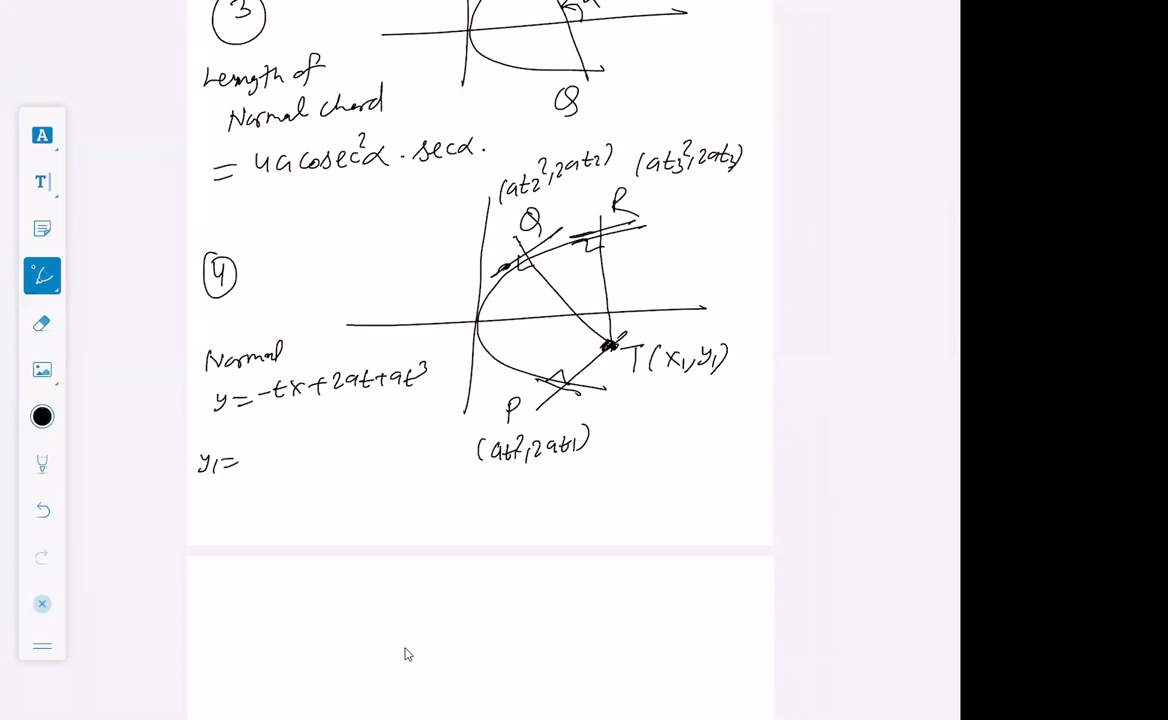 3
Length of
Normal chord
= 4a cosec²α . secα.
Q
(at₂², 2at₂) (at₃², 2at₃)
Q R
4
T(x₁, y₁)
Normal
y = -tx + 2at + at³
P
(at₁², 2at₁)
y₁ =
A
T